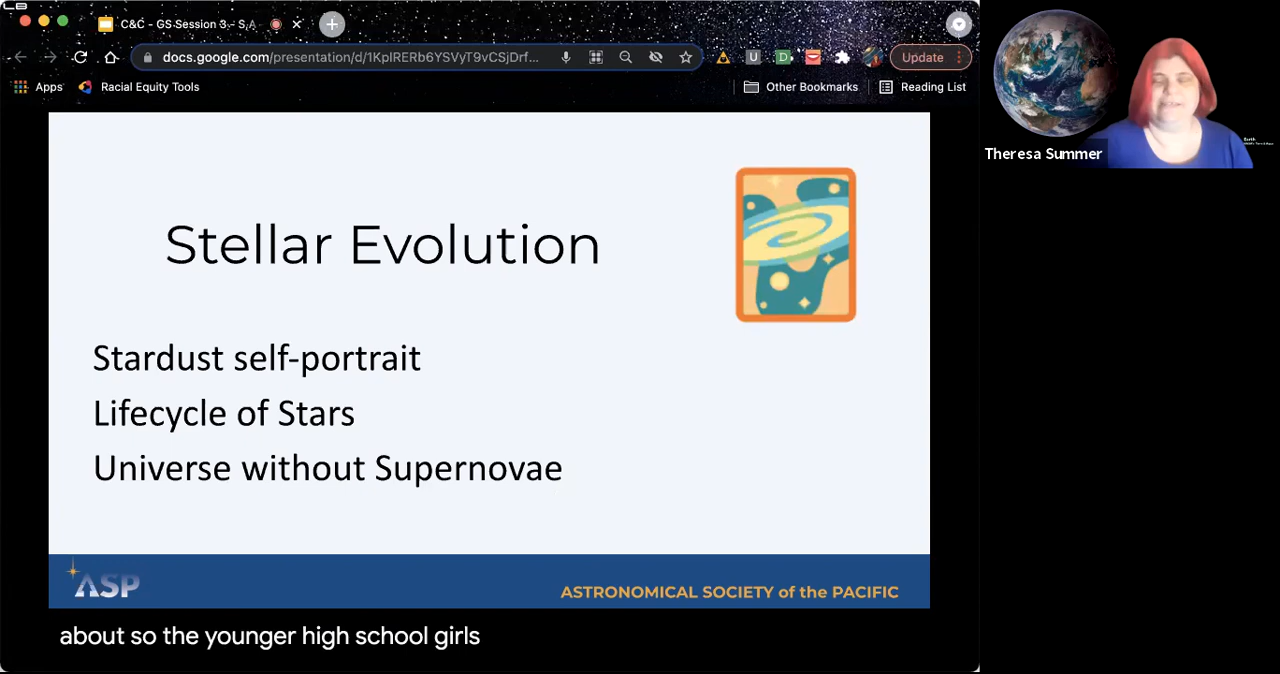 C&C - GS Session 3 - S,A
docs.google.com/presentation/d/1KpIRERb6YSVyT9vCSjDrf...
Update
Apps
Racial Equity Tools
Other Bookmarks
Reading List
Theresa Summer
Earth
Stellar Evolution
Stardust self-portrait
Lifecycle of Stars
Universe without Supernovae
ASP
ASTRONOMICAL SOCIETY of the PACIFIC
about so the younger high school girls